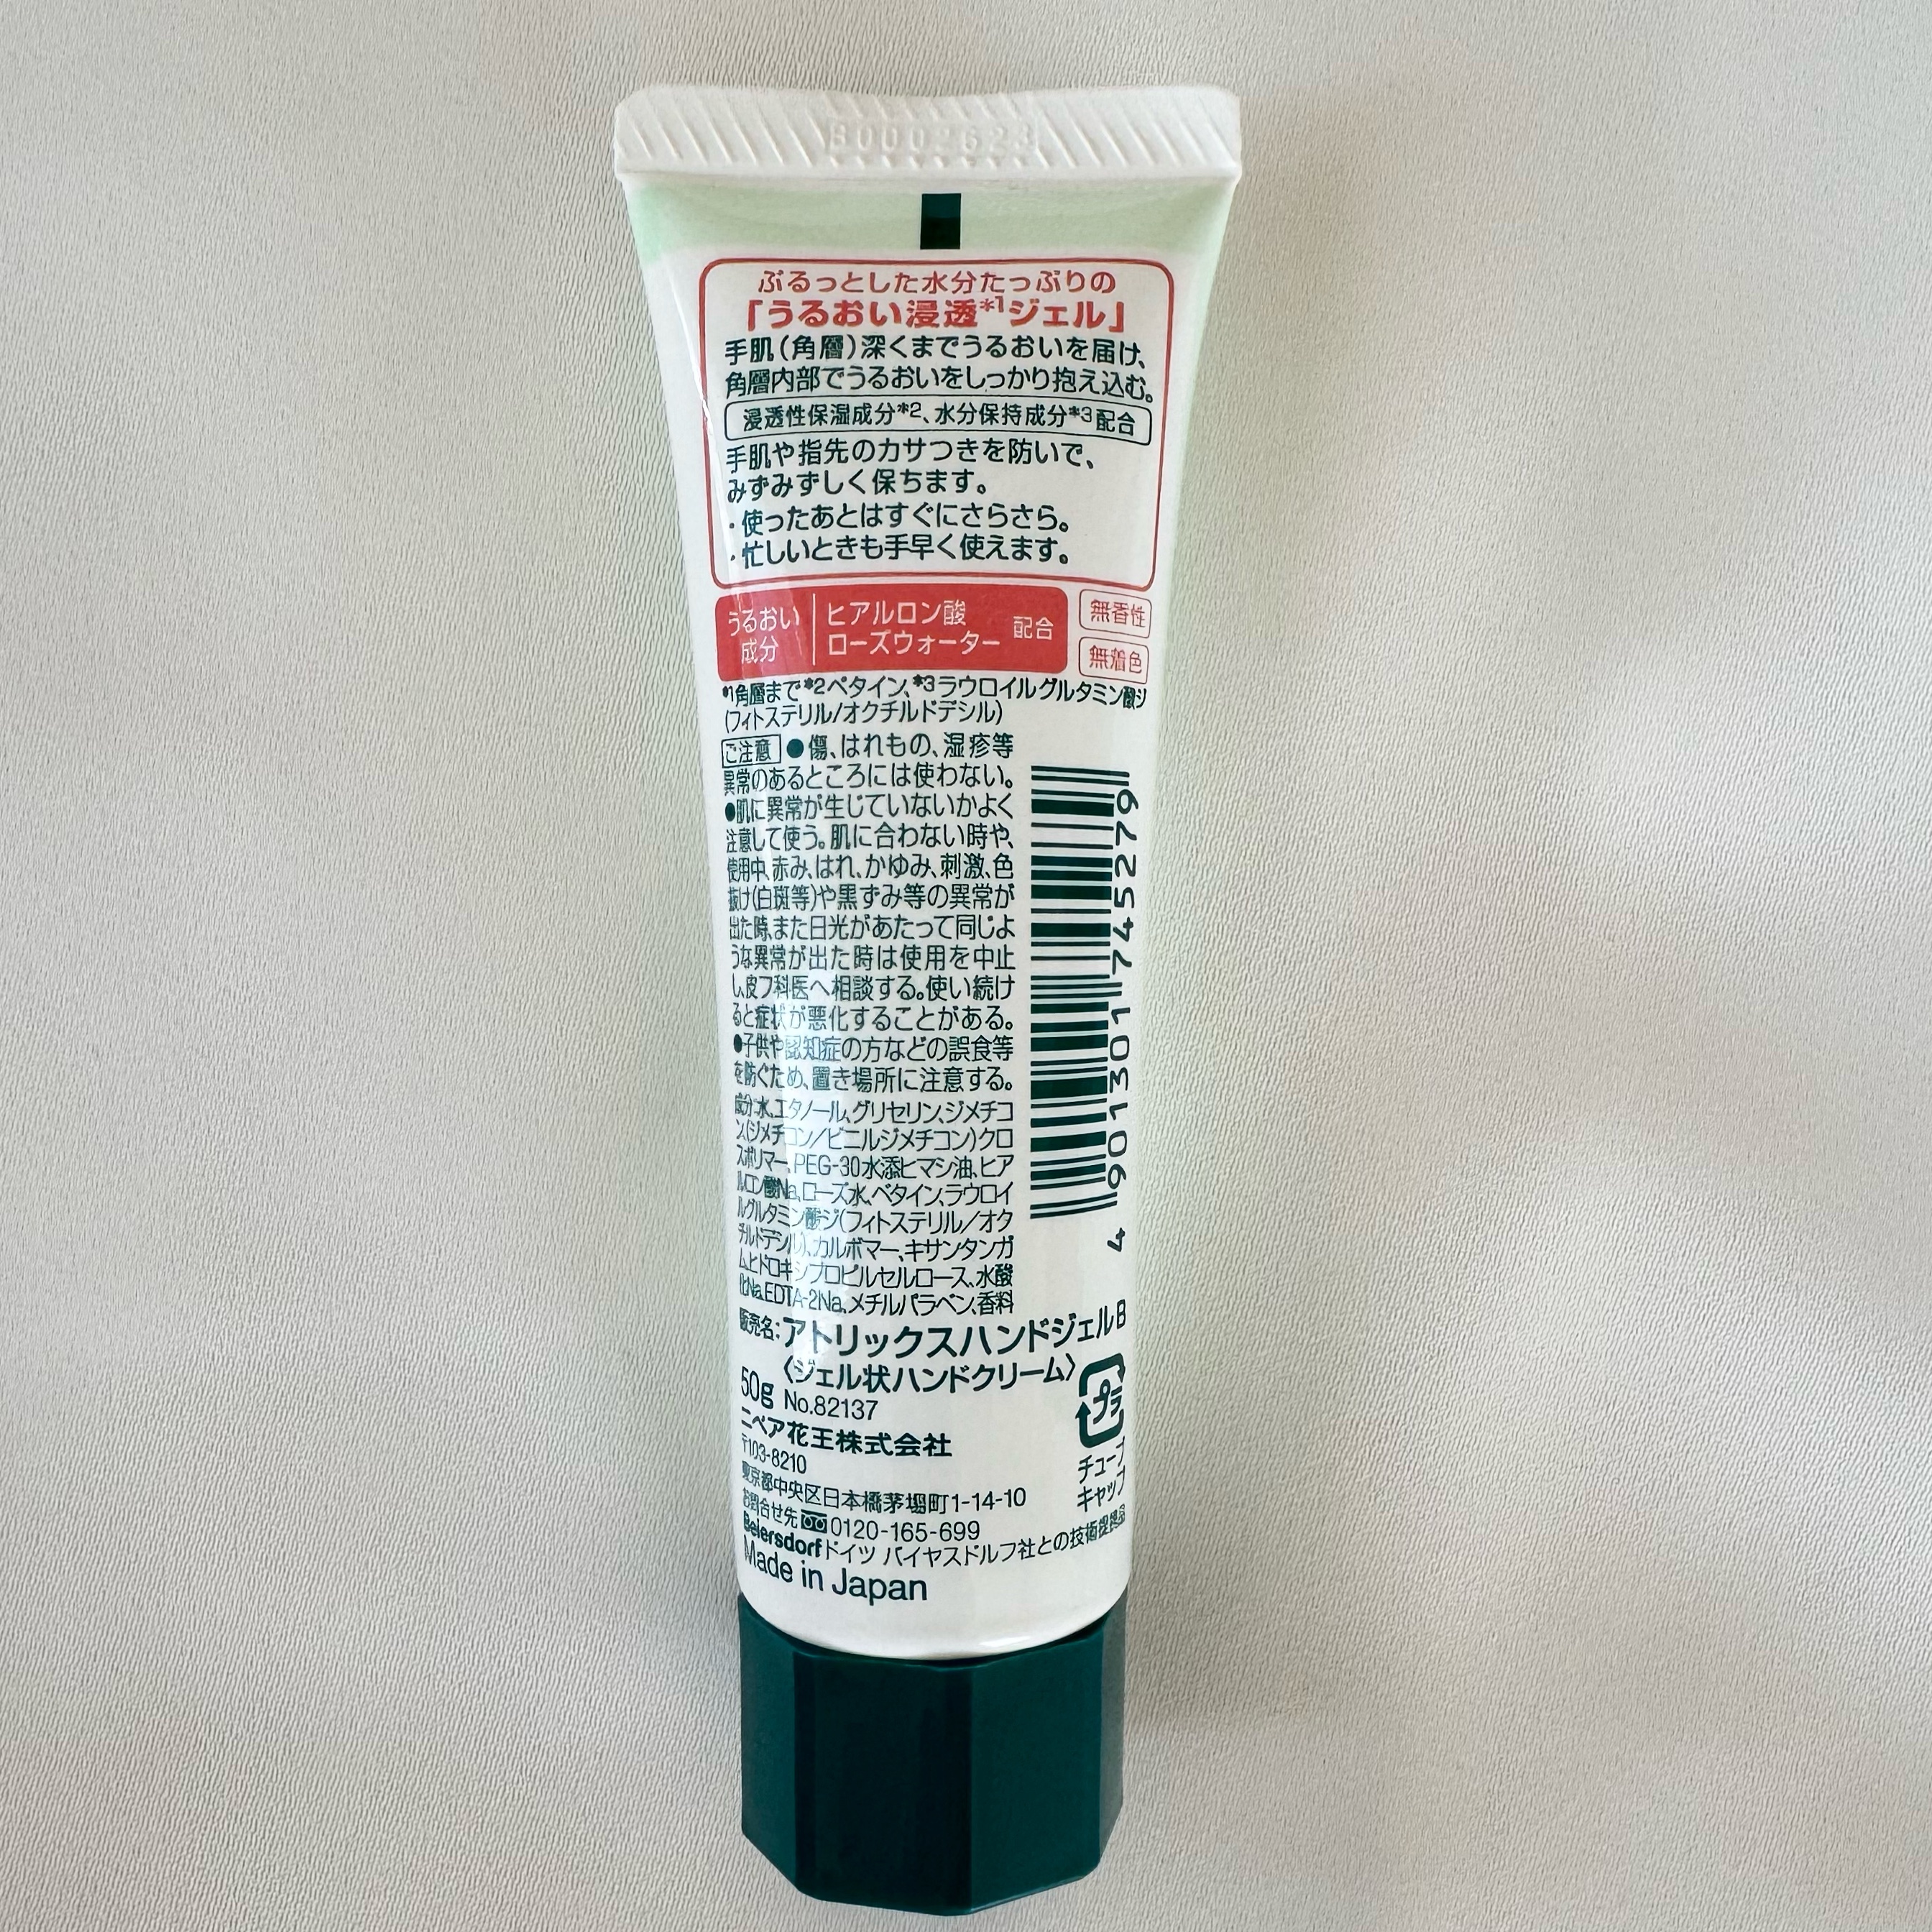 ぷるっとした水分たっぷりの
「うるおい浸透*1ジェル」
手肌(角層)深くまでうるおいを届け、
角層内部でうるおいをしっかり抱え込む。
浸透性保湿成分*2、水分保持成分*3配合
手肌や指先のカサつきを防いで、
みずみずしく保ちます。
・使ったあとはすぐにさらさら。
・忙しいときも手早く使えます。
うるおい
成分
ヒアルロン酸
ローズウォーター
配合
無香性
無着色
*1角層まで *2ベタイン、*3ラウロイルグルタミン酸ジ
(フィトステリル/オクチルドデシル)
ご注意 ●傷、はれもの、湿疹等
異常のあるところには使わない。
●肌に異常が生じていないかよく
注意して使う。肌に合わない時や、
使用中、赤み、はれ、かゆみ、刺激、色
抜け(白斑等)や黒ずみ等の異常が
出た時、また日光があたって同じよ
うな異常が出た時は使用を中止
し、皮フ科医へ相談する。使い続け
ると症状が悪化することがある。
●子供や認知症の方などの誤食等
を防ぐため、置き場所に注意する。
成分:水、エタノール、グリセリン、ジメチコ
ン、(ジメチコン/ビニルジメチコン)クロ
スポリマー、PEG-30水添ヒマシ油、ヒア
ルロン酸Na、ローズ水、ベタイン、ラウロイ
ルグルタミン酸ジ(フィトステリル/オク
チルドデシル)、カルボマー、キサンタンガ
ム、ヒドロキシプロピルセルロース、水酸
化Na、EDTA-2Na、メチルパラベン、香料
4 901301 745279
販売名:アトリックスハンドジェルB
〈ジェル状ハンドクリーム〉
50g No.82137
プラ
チューブ
キャップ
ニベア花王株式会社
〒103-8210
東京都中央区日本橋茅場町1-14-10
お問合せ先 0120-165-699
Beiersdorfドイツ バイヤスドルフ社との技術提携品
Made in Japan